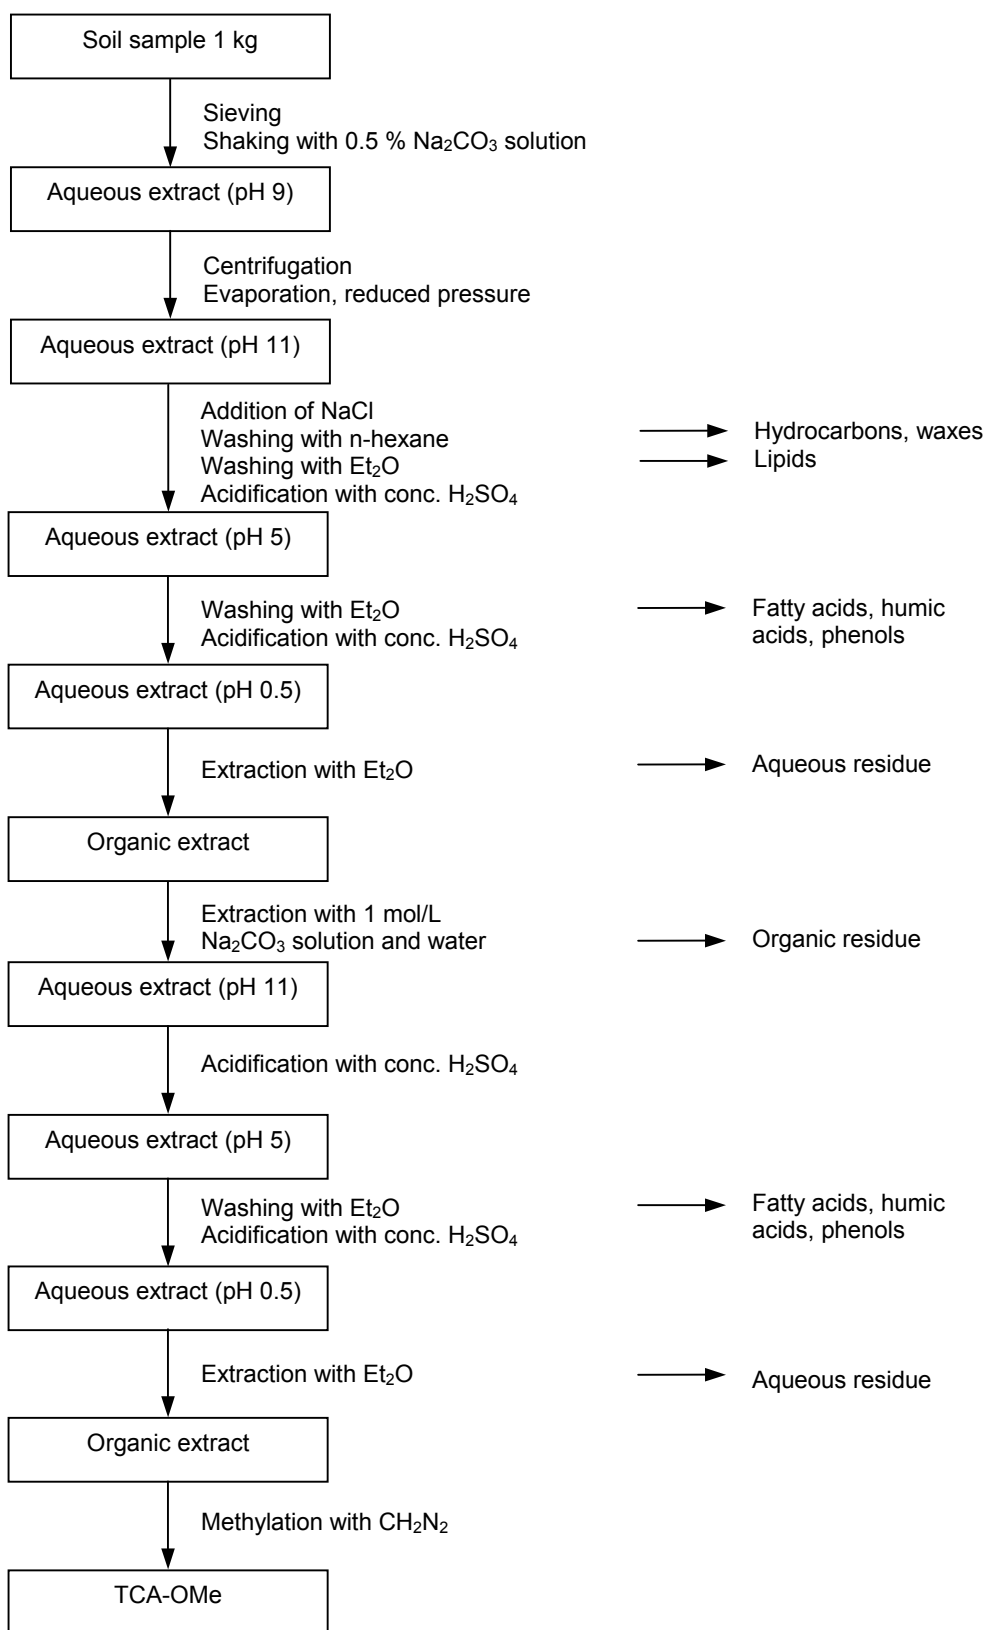 Soil sample 1 kg
Sieving
Shaking with 0.5 % Na₂CO₃ solution
Aqueous extract (pH 9)
Centrifugation
Evaporation, reduced pressure
Aqueous extract (pH 11)
Addition of NaCl
Washing with n-hexane
Hydrocarbons, waxes
Washing with Et₂O
Lipids
Acidification with conc. H₂SO₄
Aqueous extract (pH 5)
Washing with Et₂O
Fatty acids, humic
Acidification with conc. H₂SO₄
acids, phenols
Aqueous extract (pH 0.5)
Extraction with Et₂O
Aqueous residue
Organic extract
Extraction with 1 mol/L
Na₂CO₃ solution and water
Organic residue
Aqueous extract (pH 11)
Acidification with conc. H₂SO₄
Aqueous extract (pH 5)
Washing with Et₂O
Fatty acids, humic
Acidification with conc. H₂SO₄
acids, phenols
Aqueous extract (pH 0.5)
Extraction with Et₂O
Aqueous residue
Organic extract
Methylation with CH₂N₂
TCA-OMe